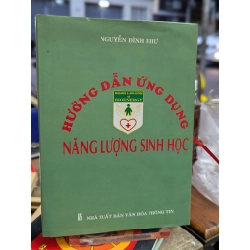 NGUYỄN ĐÌNH PHƯ
HƯỚNG DẪN ỨNG DỤNG
NĂNG LƯỢNG SINH HỌC
NHÀ XUẤT BẢN VĂN HÓA THÔNG TIN